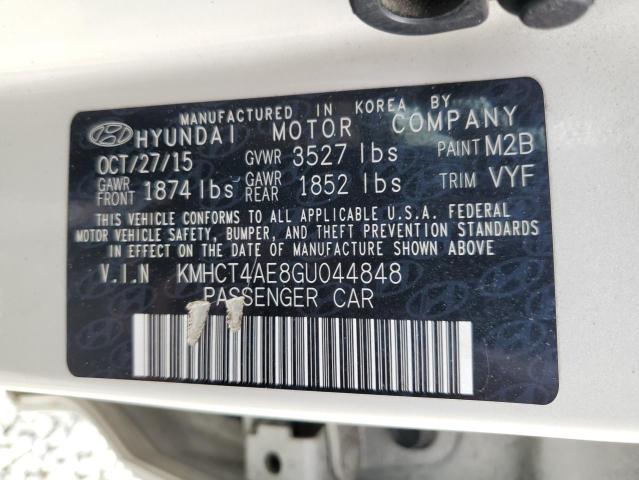 MANUFACTURED IN KOREA BY
HYUNDAI MOTOR COMPANY
OCT/27/15 GVWR 3527 lbs PAINT M2B
GAWR FRONT 1874 lbs GAWR REAR 1852 lbs TRIM VYF
THIS VEHICLE CONFORMS TO ALL APPLICABLE U.S.A. FEDERAL
MOTOR VEHICLE SAFETY, BUMPER, AND THEFT PREVENTION STANDARDS
IN EFFECT ON THE DATE OF MANUFACTURE SHOWN ABOVE
V.I.N KMHCT4AE8GU044848
PASSENGER CAR